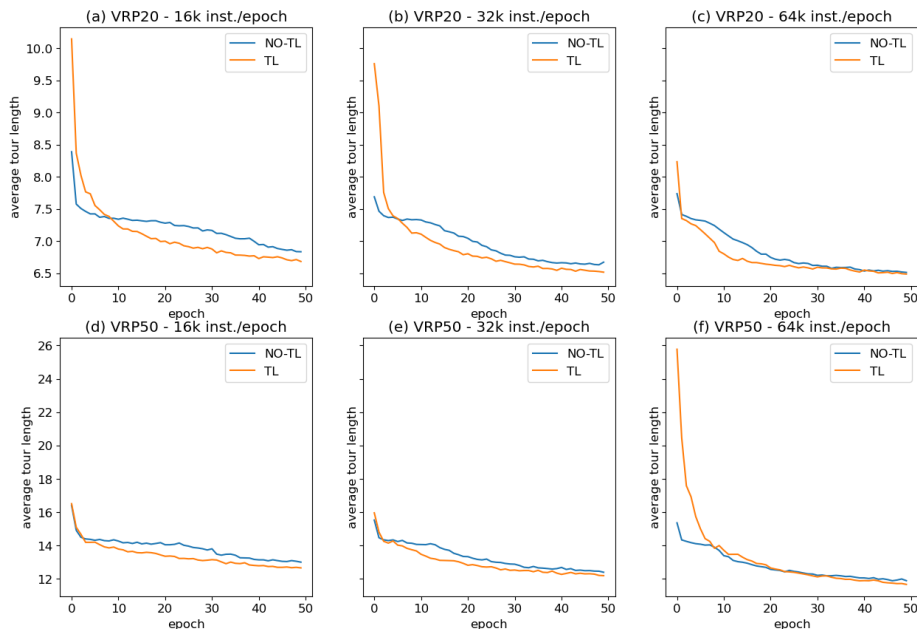 (a) VRP20 - 16k inst./epoch
(b) VRP20 - 32k inst./epoch
(c) VRP20 - 64k inst./epoch
NO-TL
TL
NO-TL
TL
NO-TL
TL
average tour length
10.0
9.5
9.0
8.5
8.0
7.5
7.0
6.5
average tour length
average tour length
0 10 20 30 40 50
0 10 20 30 40 50
0 10 20 30 40 50
epoch
epoch
epoch
(d) VRP50 - 16k inst./epoch
(e) VRP50 - 32k inst./epoch
(f) VRP50 - 64k inst./epoch
NO-TL
TL
NO-TL
TL
NO-TL
TL
average tour length
26
24
22
20
18
16
14
12
average tour length
average tour length
0 10 20 30 40 50
0 10 20 30 40 50
0 10 20 30 40 50
epoch
epoch
epoch